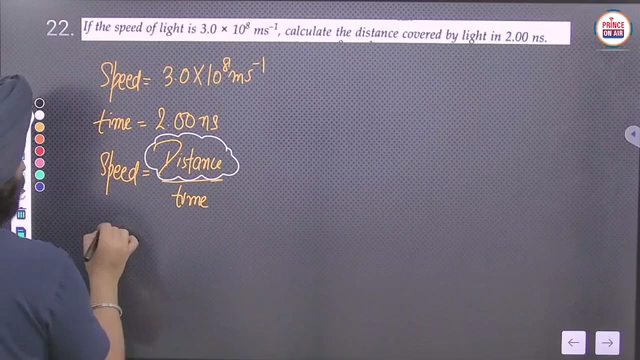 22. If the speed of light is 3.0 × 10⁸ ms⁻¹, calculate the distance covered by light in 2.00 ns.
PRINCE
ON AIR
Speed = 3.0 X 10⁸ ms⁻¹
time = 2.00 ns
Speed = Distance
time